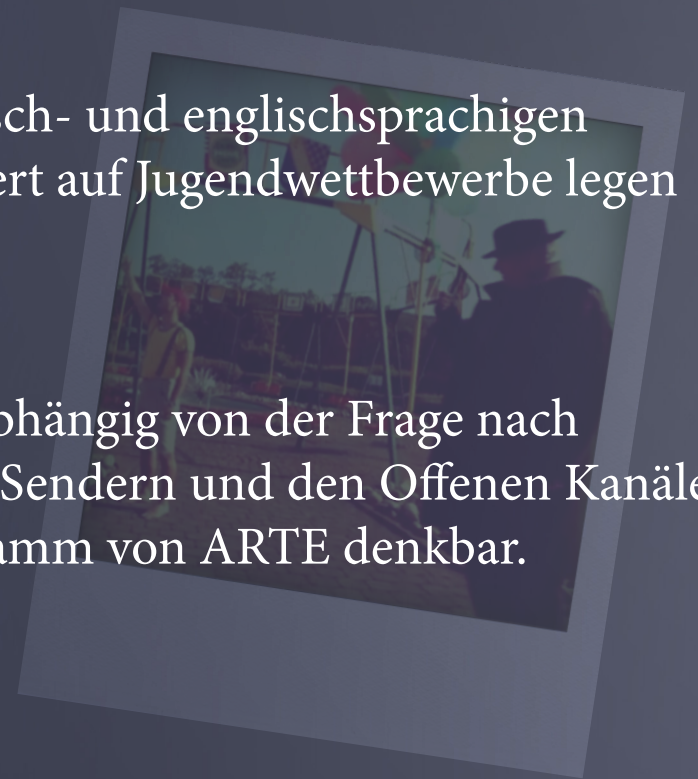 sch- und englischsprachigen
ert auf Jugendwettbewerbe legen
bhängig von der Frage nach
Sendern und den Offenen Kanäle
amm von ARTE denkbar.